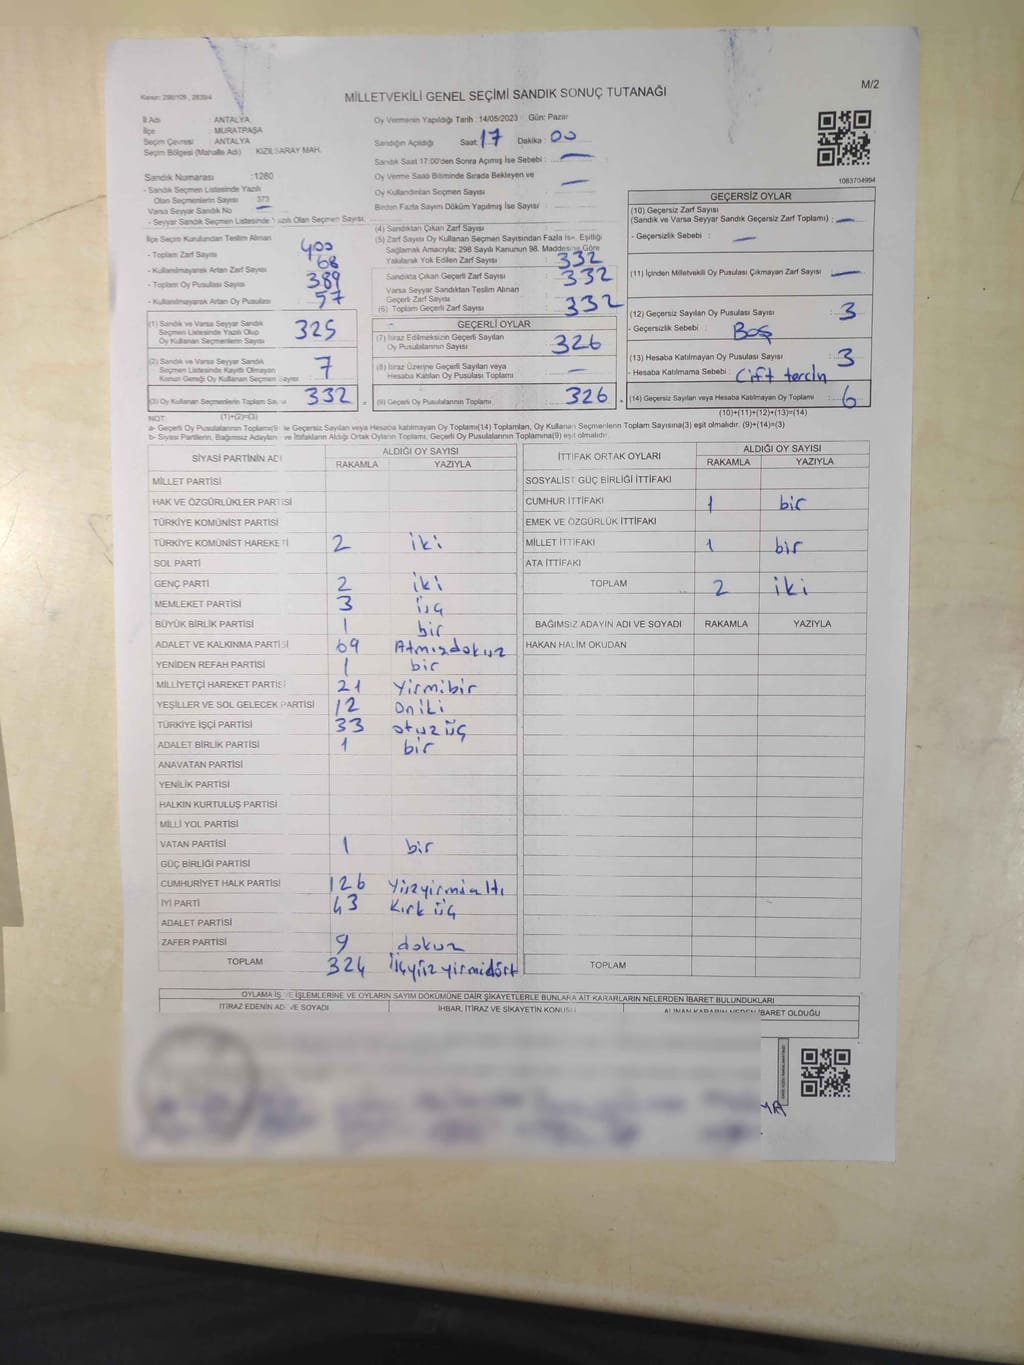 Kanun: 298/105, 2839/4
MİLLETVEKİLİ GENEL SEÇİMİ SANDIK SONUÇ TUTANAĞI
M/2
İl Adı : ANTALYA
İlçe : MURATPAŞA
Seçim Çevresi : ANTALYA
Seçim Bölgesi (Mahalle Adı) KIZILSARAY MAH.
Oy Vermenin Yapıldığı Tarih : 14/05/2023 Gün: Pazar
Sandığın Açıldığı Saat: 17 Dakika : 00
Sandık Saat 17:00'den Sonra Açılmış İse Sebebi : —
Oy Verme Saati Bitiminde Sırada Bekleyen ve
Oy Kullandırılan Seçmen Sayısı : —
Birden Fazla Sayım Döküm Yapılmış İse Sayısı :
1083704994
Sandık Numarası : 1280
- Sandık Seçmen Listesinde Yazılı
Olan Seçmenlerin Sayısı 373
Varsa Seyyar Sandık No —
- Seyyar Sandık Seçmen Listesinde Yazılı Olan Seçmen Sayısı:
İlçe Seçim Kurulundan Teslim Alınan
- Toplam Zarf Sayısı 400
- Kullanılmayarak Artan Zarf Sayısı 68
- Toplam Oy Pusulası Sayısı 389
- Kullanılmayarak Artan Oy Pusulası 57
(1) Sandık ve Varsa Seyyar Sandık
Seçmen Listesinde Yazılı Olup
Oy Kullanan Seçmenlerin Sayısı 325
(2) Sandık ve Varsa Seyyar Sandık
Seçmen Listesinde Kayıtlı Olmayan
Kanun Gereği Oy Kullanan Seçmen Sayısı 7
(3) Oy Kullanan Seçmenlerin Toplam Sayısı 332
(4) Sandıktan Çıkan Zarf Sayısı :
(5) Zarf Sayısı Oy Kullanan Seçmen Sayısından Fazla İse, Eşitliği
Sağlamak Amacıyla; 298 Sayılı Kanunun 98. Maddesine Göre
Yakılarak Yok Edilen Zarf Sayısı : 332
Sandıkta Çıkan Geçerli Zarf Sayısı : 332
Varsa Seyyar Sandıktan Teslim Alınan
Geçerli Zarf Sayısı
(6) Toplam Geçerli Zarf Sayısı : 332
GEÇERLİ OYLAR
(7) İtiraz Edilmeksizin Geçerli Sayılan
Oy Pusulalarının Sayısı : 326
(8) İtiraz Üzerine Geçerli Sayılan veya
Hesaba Katılan Oy Pusulası Toplamı : —
(9) Geçerli Oy Pusulalarının Toplamı : 326
GEÇERSİZ OYLAR
(10) Geçersiz Zarf Sayısı
(Sandık ve Varsa Seyyar Sandık Geçersiz Zarf Toplamı) : —
- Geçersizlik Sebebi : —
(11) İçinden Milletvekili Oy Pusulası Çıkmayan Zarf Sayısı : —
(12) Geçersiz Sayılan Oy Pusulası Sayısı : 3
- Geçersizlik Sebebi : Boş
(13) Hesaba Katılmayan Oy Pusulası Sayısı : 3
- Hesaba Katılmama Sebebi : Çift tercih
(14) Geçersiz Sayılan veya Hesaba Katılmayan Oy Toplamı : 6
NOT: (1)+(2)=(3)
(10)+(11)+(12)+(13)=(14)
a- Geçerli Oy Pusulalarının Toplamı(9) ile Geçersiz Sayılan veya Hesaba katılmayan Oy Toplamı(14) Toplamları, Oy Kullanan Seçmenlerin Toplam Sayısına(3) eşit olmalıdır. (9)+(14)=(3)
b- Siyasi Partilerin, Bağımsız Adayların ve İttifakların Aldığı Ortak Oyların Toplamı, Geçerli Oy Pusulalarının Toplamına(9) eşit olmalıdır.
SİYASİ PARTİNİN ADI ALDIĞI OY SAYISI
RAKAMLA YAZIYLA
MİLLET PARTİSİ
HAK VE ÖZGÜRLÜKLER PARTİSİ
TÜRKİYE KOMÜNİST PARTİSİ
TÜRKİYE KOMÜNİST HAREKETİ 2 iki
SOL PARTİ
GENÇ PARTİ 2 iki
MEMLEKET PARTİSİ 3 üç
BÜYÜK BİRLİK PARTİSİ 1 bir
ADALET VE KALKINMA PARTİSİ 69 Atmışdokuz
YENİDEN REFAH PARTİSİ 1 bir
MİLLİYETÇİ HAREKET PARTİSİ 21 Yirmibir
YEŞİLLER VE SOL GELECEK PARTİSİ 12 oniki
TÜRKİYE İŞÇİ PARTİSİ 33 otuzüç
ADALET BİRLİK PARTİSİ 1 bir
ANAVATAN PARTİSİ
YENİLİK PARTİSİ
HALKIN KURTULUŞ PARTİSİ
MİLLİ YOL PARTİSİ
VATAN PARTİSİ 1 bir
GÜÇ BİRLİĞİ PARTİSİ
CUMHURİYET HALK PARTİSİ 126 Yüzyirmialtı
İYİ PARTİ 43 Kırk üç
ADALET PARTİSİ
ZAFER PARTİSİ 9 dokuz
TOPLAM 324 üçyüz yirmidört
İTTİFAK ORTAK OYLARI ALDIĞI OY SAYISI
RAKAMLA YAZIYLA
SOSYALİST GÜÇ BİRLİĞİ İTTİFAKI
CUMHUR İTTİFAKI 1 bir
EMEK VE ÖZGÜRLÜK İTTİFAKI
MİLLET İTTİFAKI 1 bir
ATA İTTİFAKI
TOPLAM 2 iki
BAĞIMSIZ ADAYIN ADI VE SOYADI RAKAMLA YAZIYLA
HAKAN HALİM OKUDAN
TOPLAM
OYLAMA İŞ VE İŞLEMLERİNE VE OYLARIN SAYIM DÖKÜMÜNE DAİR ŞİKAYETLERLE BUNLARA AİT KARARLARIN NELERDEN İBARET BULUNDUKLARI
İTİRAZ EDENİN ADI VE SOYADI İHBAR, İTİRAZ VE ŞİKAYETİN KONUSU ALINAN KARARIN NEDEN İBARET OLDUĞU